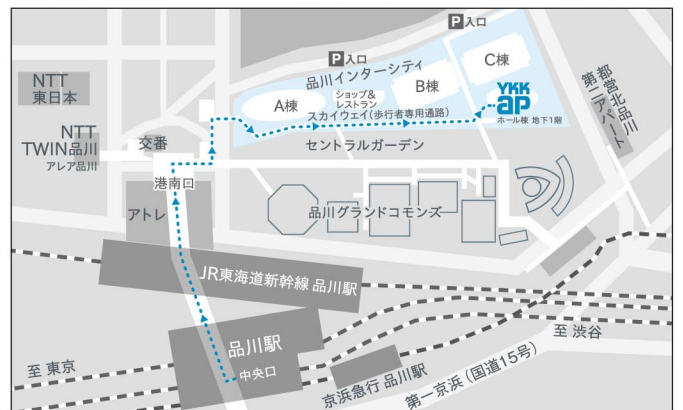 P入口
P入口
NTT
東日本
品川インターシティ
C棟
B棟
A棟
ショップ&
レストラン
YKK
ap
スカイウェイ(歩行者専用通路)
ホール棟 地下1階
都営北品川
第二アパート
NTT
TWIN品川
アレア品川
交番
セントラルガーデン
港南口
アトレ
品川グランドコモンズ
JR東海道新幹線 品川駅
品川駅
中央口
至 東京
至 渋谷
京浜急行 品川駅
第一京浜(国道15号)